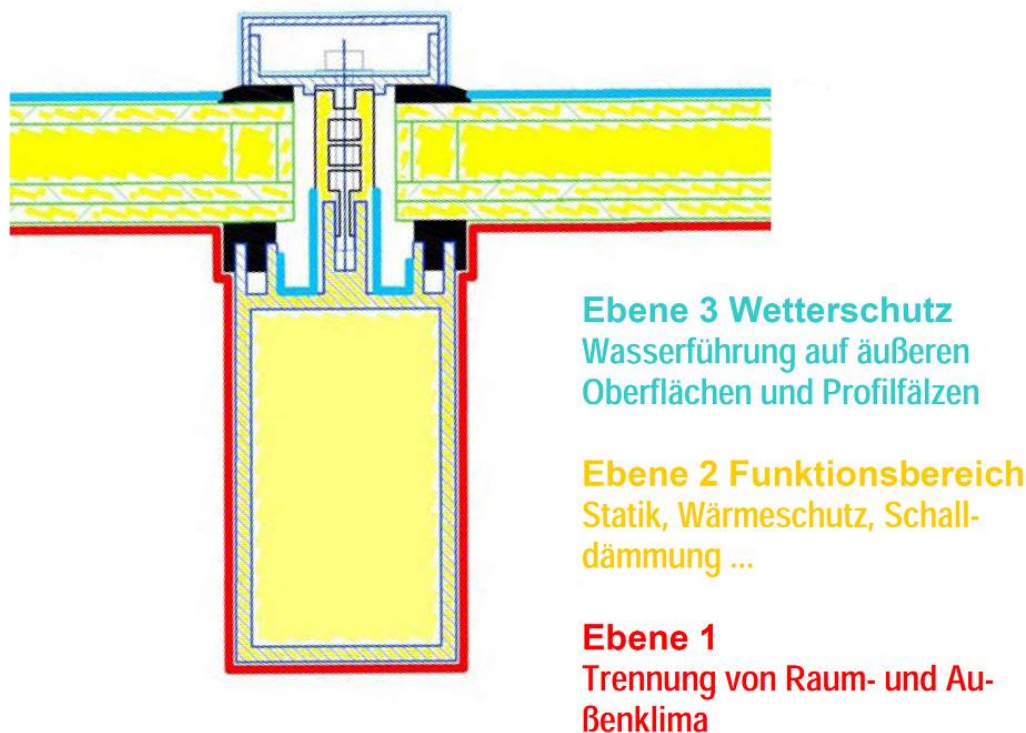 Ebene 3 Wetterschutz
Wasserführung auf äußeren
Oberflächen und Profilfälzen
Ebene 2 Funktionsbereich
Statik, Wärmeschutz, Schall-
dämmung ...
Ebene 1
Trennung von Raum- und Au-
ßenklima